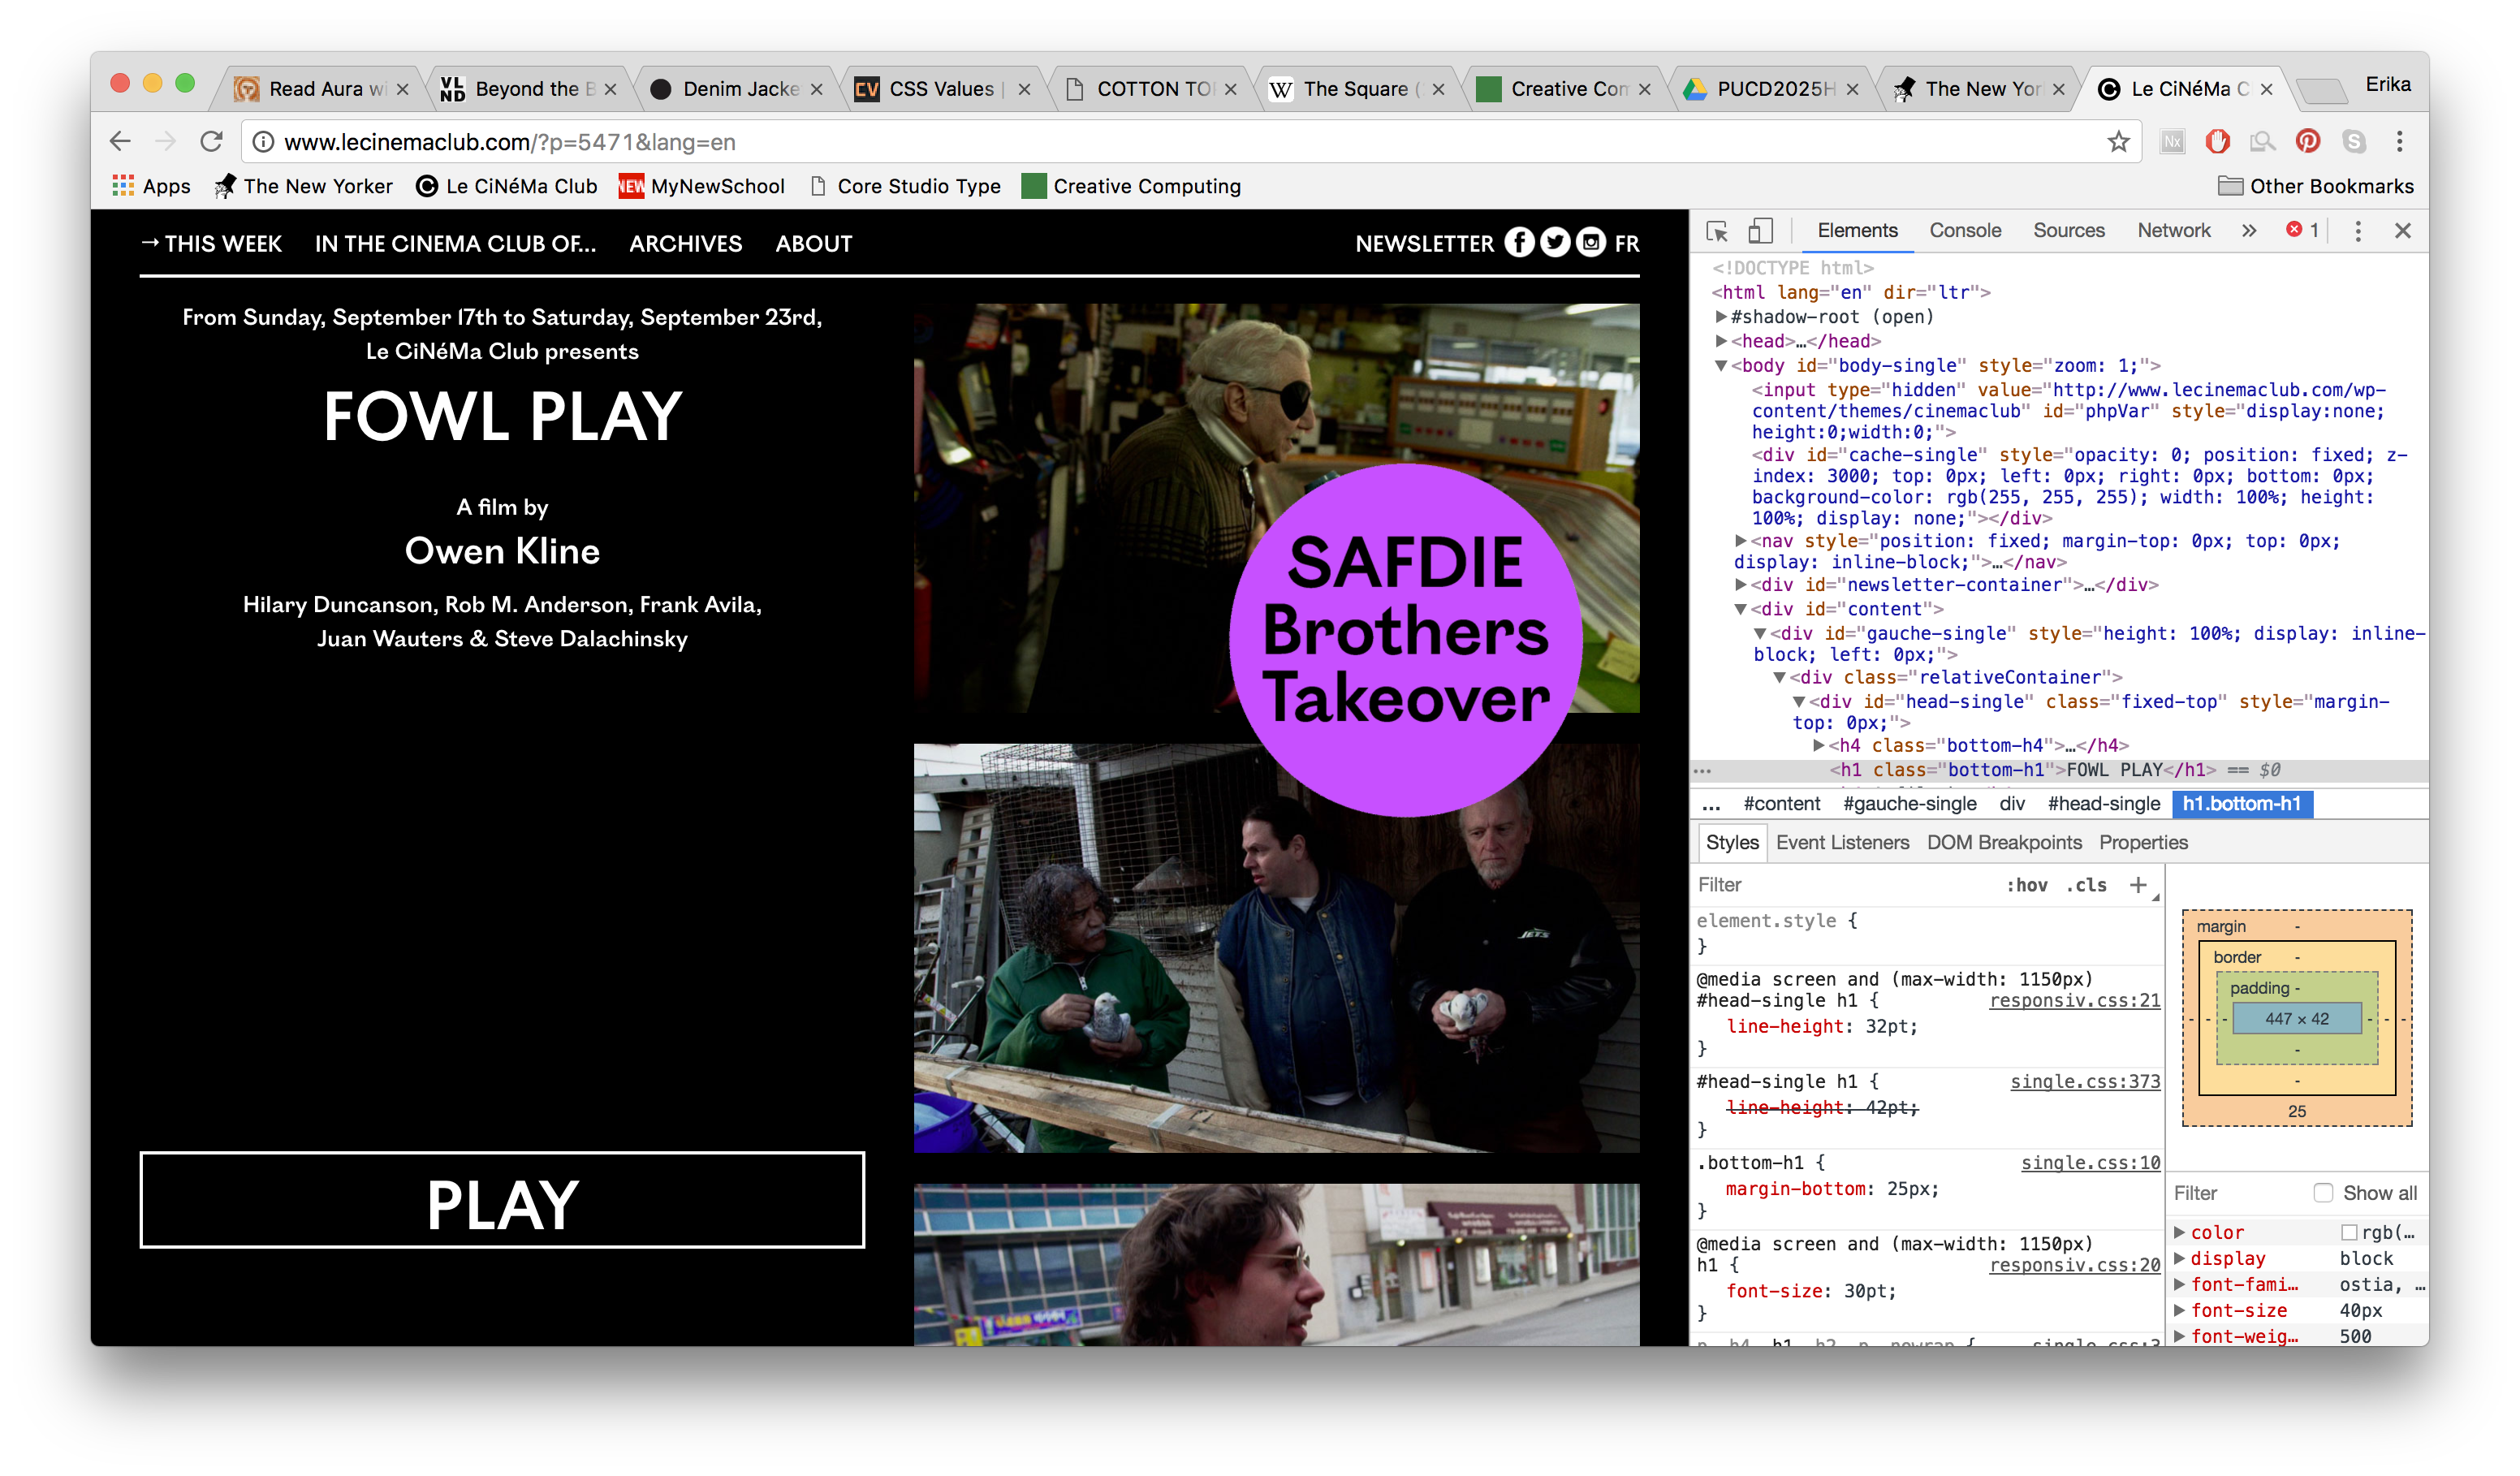 Read Aura wi
Beyond the B
Denim Jacke
CSS Values |
COTTON TO
The Square (
Creative Com
PUCD2025H
The New Yor
Le CiNéMa C
Erika
www.lecinemaclub.com/?p=5471&lang=en
Apps
The New Yorker
Le CiNéMa Club
MyNewSchool
Core Studio Type
Creative Computing
Other Bookmarks
→ THIS WEEK
IN THE CINEMA CLUB OF...
ARCHIVES
ABOUT
NEWSLETTER
FR
From Sunday, September 17th to Saturday, September 23rd,
Le CiNéMa Club presents
FOWL PLAY
A film by
Owen Kline
Hilary Duncanson, Rob M. Anderson, Frank Avila,
Juan Wauters & Steve Dalachinsky
PLAY
SAFDIE
Brothers
Takeover
JETS
Elements
Console
Sources
Network
»
1
<!DOCTYPE html>
<html lang="en" dir="ltr">
▶#shadow-root (open)
▶<head>…</head>
▼<body id="body-single" style="zoom: 1;">
<input type="hidden" value="http://www.lecinemaclub.com/wp-
content/themes/cinemaclub" id="phpVar" style="display:none;
height:0;width:0;">
<div id="cache-single" style="opacity: 0; position: fixed; z-
index: 3000; top: 0px; left: 0px; right: 0px; bottom: 0px;
background-color: rgb(255, 255, 255); width: 100%; height:
100%; display: none;"></div>
▶<nav style="position: fixed; margin-top: 0px; top: 0px;
display: inline-block;">…</nav>
▶<div id="newsletter-container">…</div>
▼<div id="content">
▼<div id="gauche-single" style="height: 100%; display: inline-
block; left: 0px;">
▼<div class="relativeContainer">
▼<div id="head-single" class="fixed-top" style="margin-
top: 0px;">
▶<h4 class="bottom-h4">…</h4>
<h1 class="bottom-h1">FOWL PLAY</h1> == $0
... #content #gauche-single div #head-single h1.bottom-h1
Styles
Event Listeners
DOM Breakpoints
Properties
Filter
:hov .cls +
element.style {
}
@media screen and (max-width: 1150px)
#head-single h1 { responsiv.css:21
line-height: 32pt;
}
#head-single h1 { single.css:373
line-height: 42pt;
}
.bottom-h1 { single.css:10
margin-bottom: 25px;
}
@media screen and (max-width: 1150px)
h1 { responsiv.css:20
font-size: 30pt;
}
margin -
border -
padding -
447 × 42
-
-
25
Filter
Show all
▶ color rgb(…
▶ display block
▶ font-fami… ostia, …
▶ font-size 40px
▶ font-weig… 500